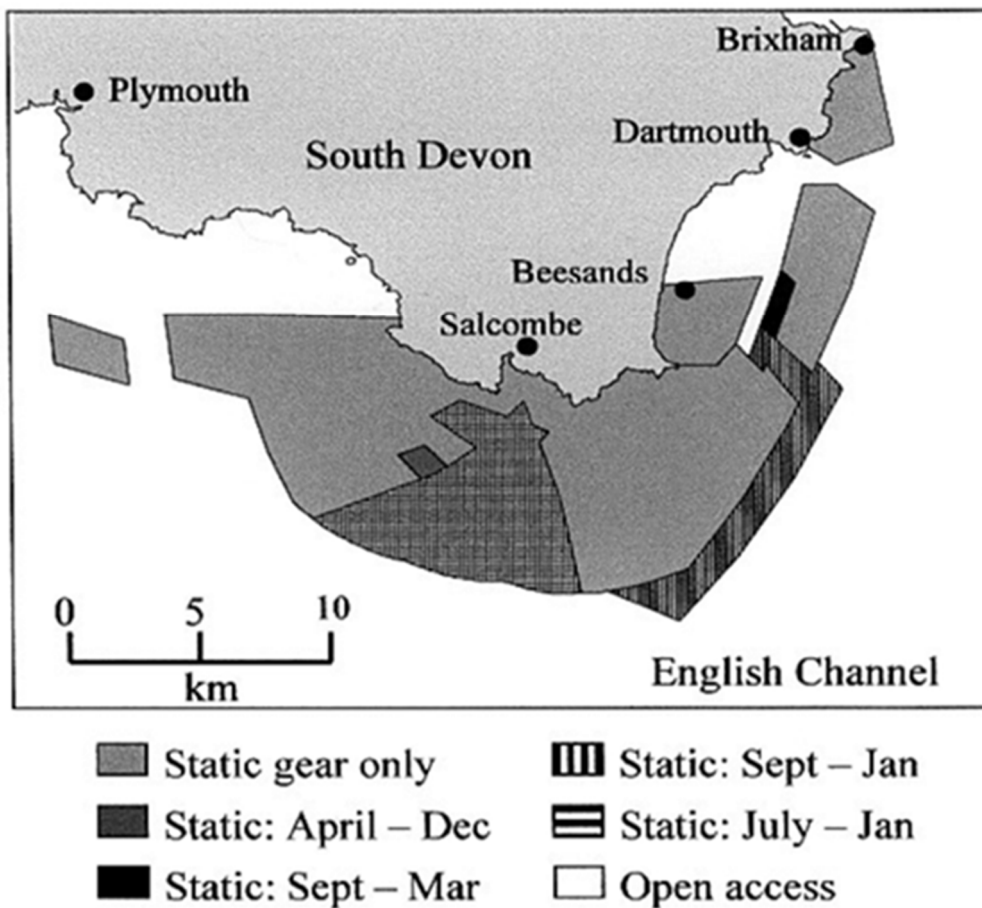 Brixham
Plymouth
Dartmouth
South Devon
Beesands
Salcombe
0 5 10
km
English Channel
Static gear only
Static: Sept – Jan
Static: April – Dec
Static: July – Jan
Static: Sept – Mar
Open access